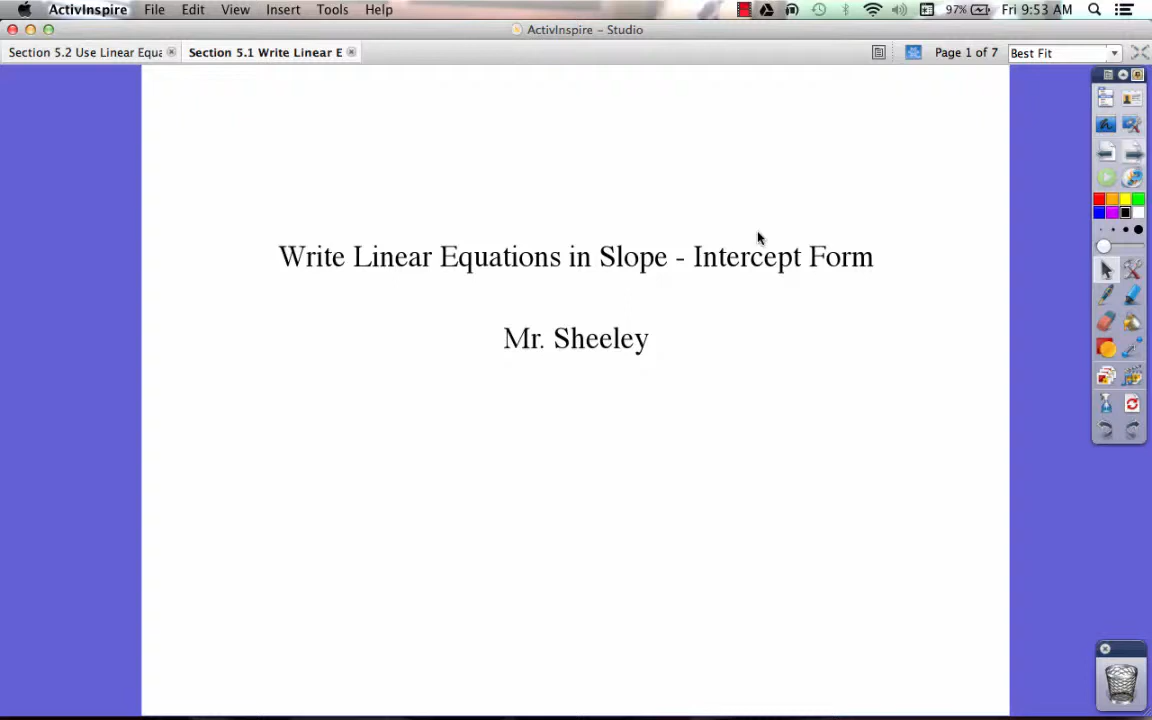 ActivInspire File Edit View Insert Tools Help 97% Fri 9:53 AM
ActivInspire – Studio
Section 5.2 Use Linear Equa Section 5.1 Write Linear E Page 1 of 7 Best Fit
Write Linear Equations in Slope - Intercept Form
Mr. Sheeley